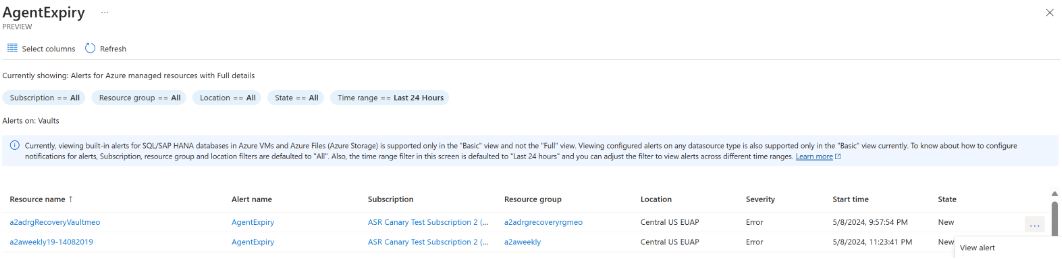 AgentExpiry ...
PREVIEW
Select columns Refresh
Currently showing: Alerts for Azure managed resources with Full details
Subscription == All Resource group == All Location == All State == All Time range == Last 24 Hours
Alerts on: Vaults
Currently, viewing built-in alerts for SQL/SAP HANA databases in Azure VMs and Azure Files (Azure Storage) is supported only in the "Basic" view and not the "Full" view. Viewing configured alerts on any datasource type is also supported only in the "Basic" view currently. To know about how to configure
notifications for alerts, Subscription, resource group and location filters are defaulted to "All". Also, the time range filter in this screen is defaulted to "Last 24 hours" and you can adjust the filter to view alerts across different time ranges. Learn more
Resource name ↑ Alert name Subscription Resource group Location Severity Start time State
a2adrgRecoveryVaultmeo AgentExpiry ASR Canary Test Subscription 2 (... a2adrgrecoveryrgmeo Central US EUAP Error 5/8/2024, 9:57:54 PM New ...
a2aweekly19-14082019 AgentExpiry ASR Canary Test Subscription 2 (... a2aweekly Central US EUAP Error 5/8/2024, 11:23:41 PM New
View alert